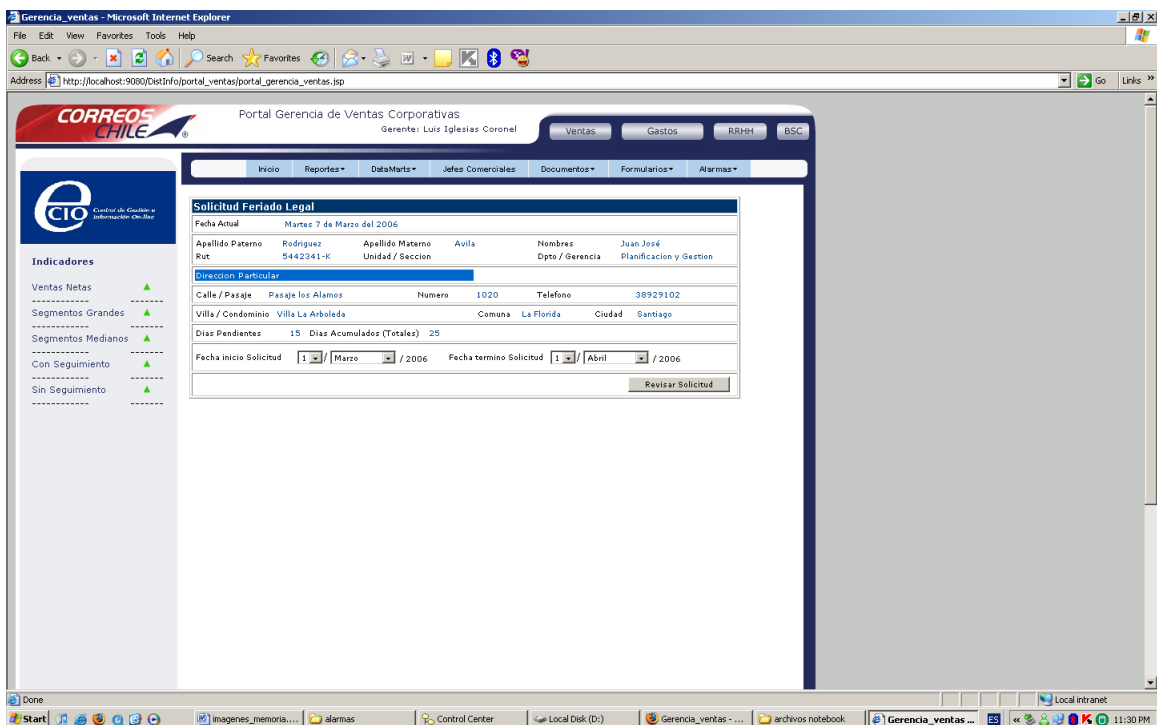 Gerencia_ventas - Microsoft Internet Explorer
File Edit View Favorites Tools Help
Back Search Favorites
Address http://localhost:9080/DistInfo/portal_ventas/portal_gerencia_ventas.jsp Go Links »
CORREOS CHILE ®
Portal Gerencia de Ventas Corporativas
Gerente: Luis Iglesias Coronel
Ventas Gastos RRHH BSC
Inicio Reportes DataMarts Jefes Comerciales Documentos Formularios Alarmas
eCIO Control de Gestión e Información On-line
Indicadores
Ventas Netas
------------ -------
Segmentos Grandes
------------ -------
Segmentos Medianos
------------ -------
Con Seguimiento
------------ -------
Sin Seguimiento
------------ -------
Solicitud Feriado Legal
Fecha Actual Martes 7 de Marzo del 2006
Apellido Paterno Rodriguez Apellido Materno Avila Nombres Juan José
Rut 5442341-K Unidad / Seccion Dpto / Gerencia Planificacion y Gestion
Direccion Particular
Calle / Pasaje Pasaje los Alamos Numero 1020 Telefono 38929102
Villa / Condominio Villa La Arboleda Comuna La Florida Ciudad Santiago
Dias Pendientes 15 Dias Acumulados (Totales) 25
Fecha inicio Solicitud 1 / Marzo / 2006 Fecha termino Solicitud 1 / Abril / 2006
Revisar Solicitud
Done Local intranet
Start imagenes_memoria.... alarmas Control Center Local Disk (D:) Gerencia_ventas - ... archivos notebook Gerencia_ventas ... ES « 11:30 PM